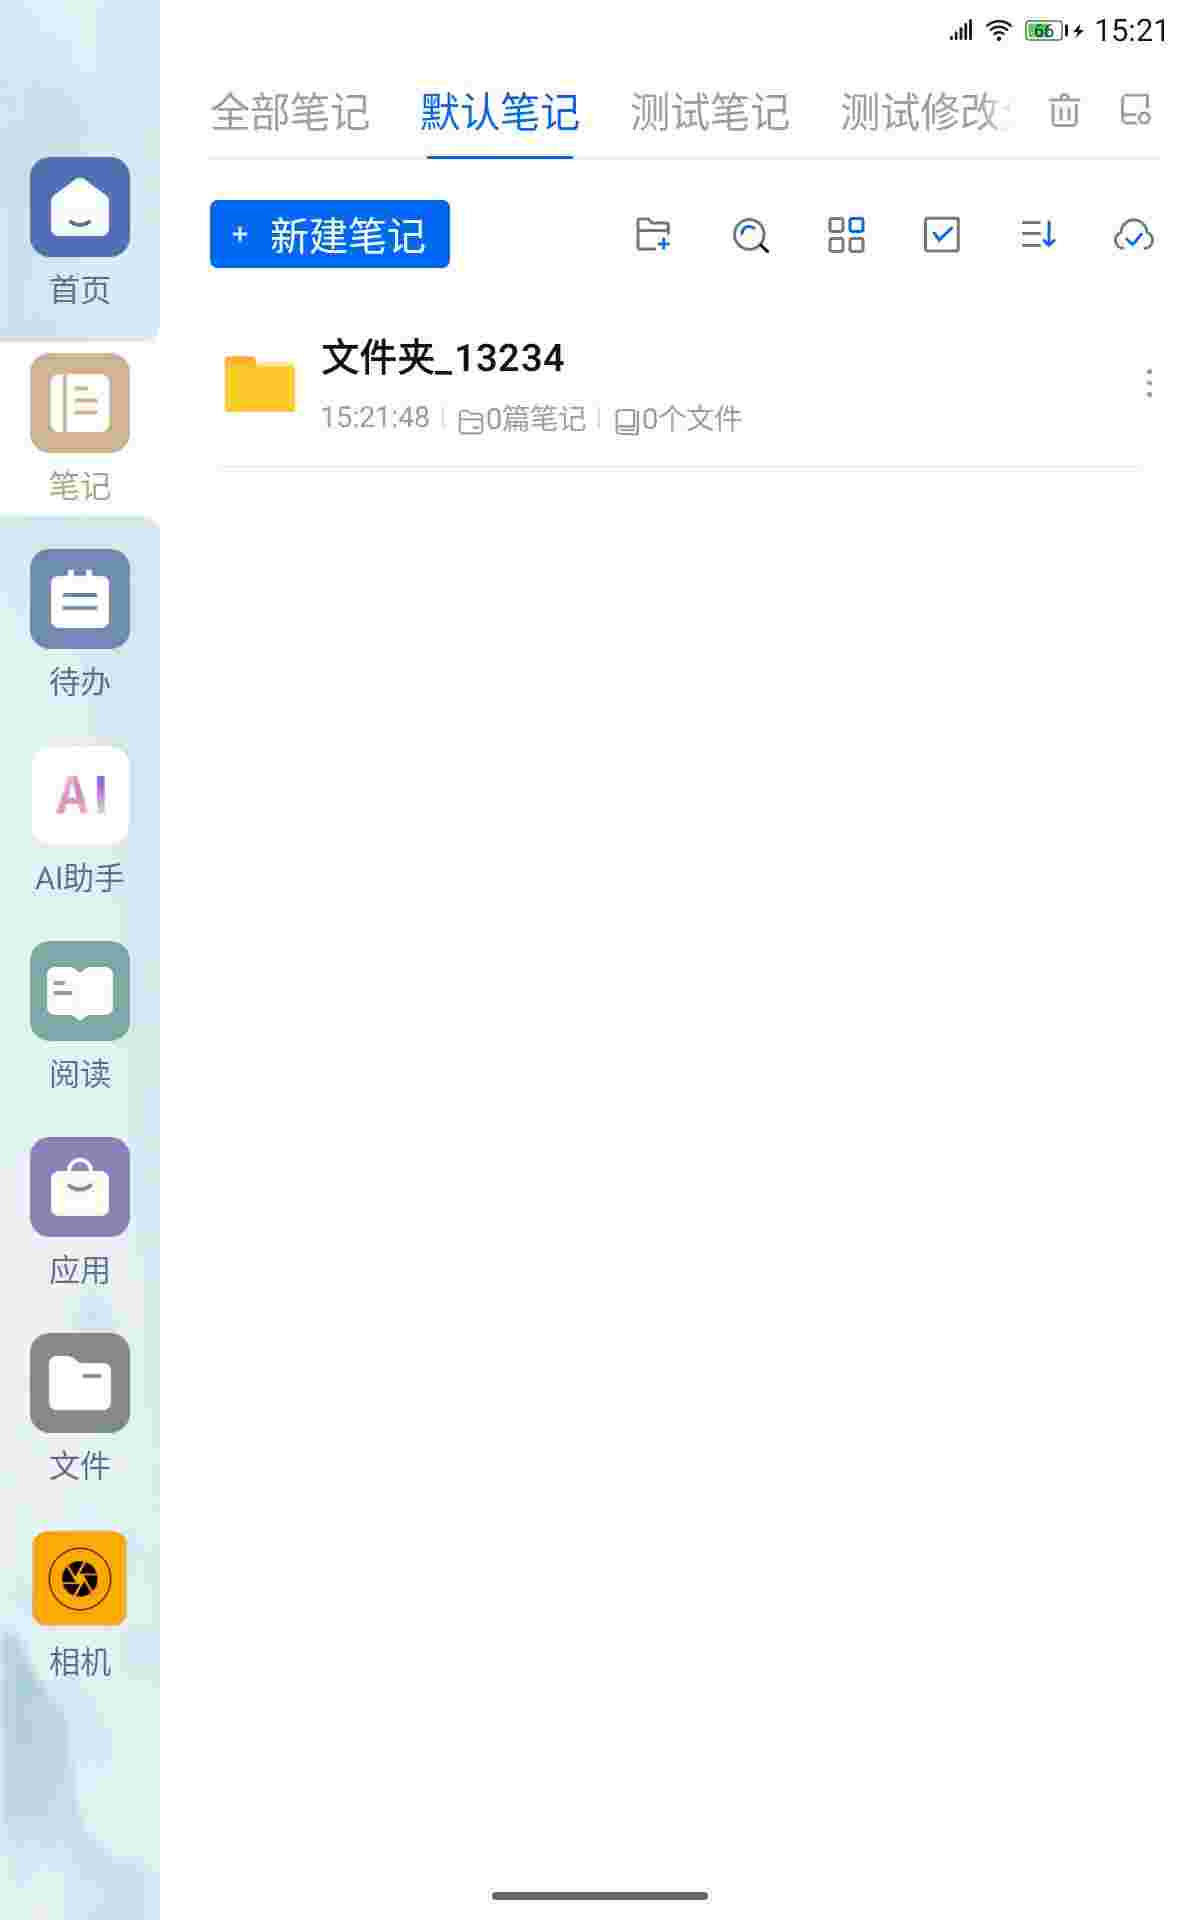 66 15:21
全部笔记 默认笔记 测试笔记 测试修改
+ 新建笔记
文件夹_13234
15:21:48 0篇笔记 0个文件
首页
笔记
待办
AI
AI助手
阅读
应用
文件
相机